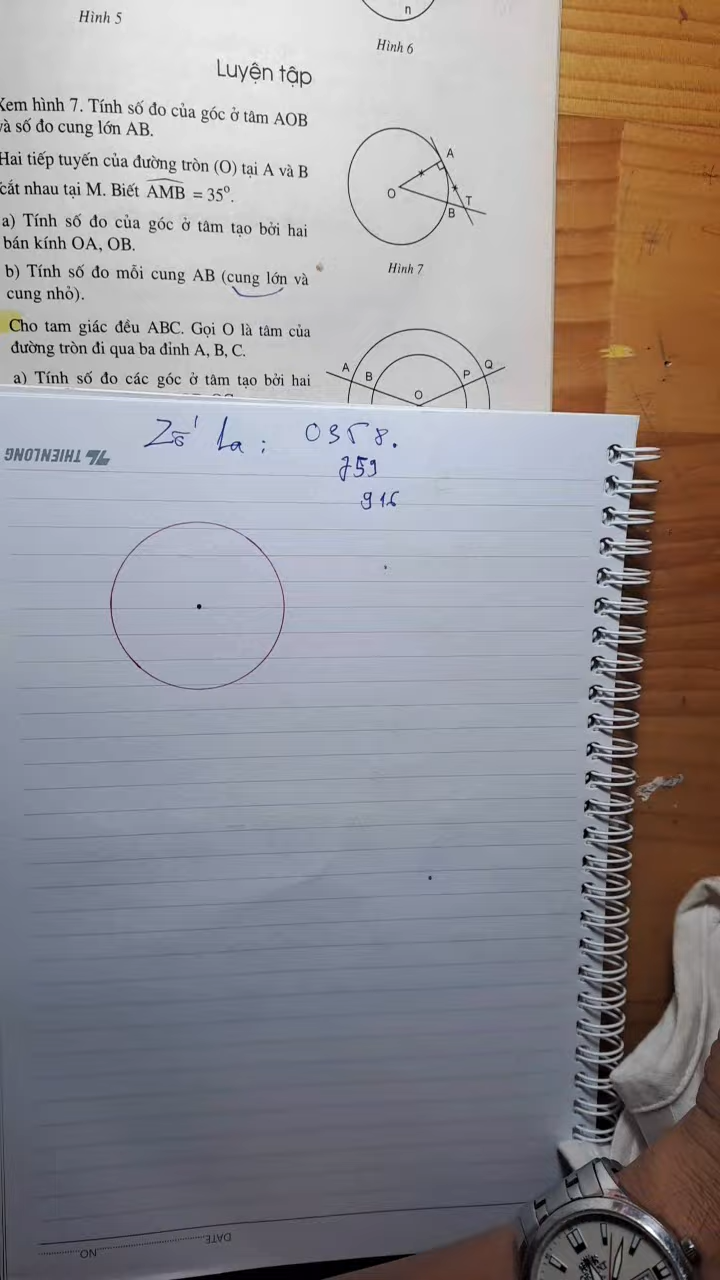 Hình 5
n
Hình 6
Luyện tập
Xem hình 7. Tính số đo của góc ở tâm AOB
và số đo cung lớn AB.
Hai tiếp tuyến của đường tròn (O) tại A và B
cắt nhau tại M. Biết AMB = 35°.
a) Tính số đo của góc ở tâm tạo bởi hai
bán kính OA, OB.
b) Tính số đo mỗi cung AB (cung lớn và
cung nhỏ).
A
O
T
B
Hình 7
Cho tam giác đều ABC. Gọi O là tâm của
đường tròn đi qua ba đỉnh A, B, C.
a) Tính số đo các góc ở tâm tạo bởi hai
A
B
P
Q
O
THIENLONG
Zố La : 0358.
759
916
DATE
NO